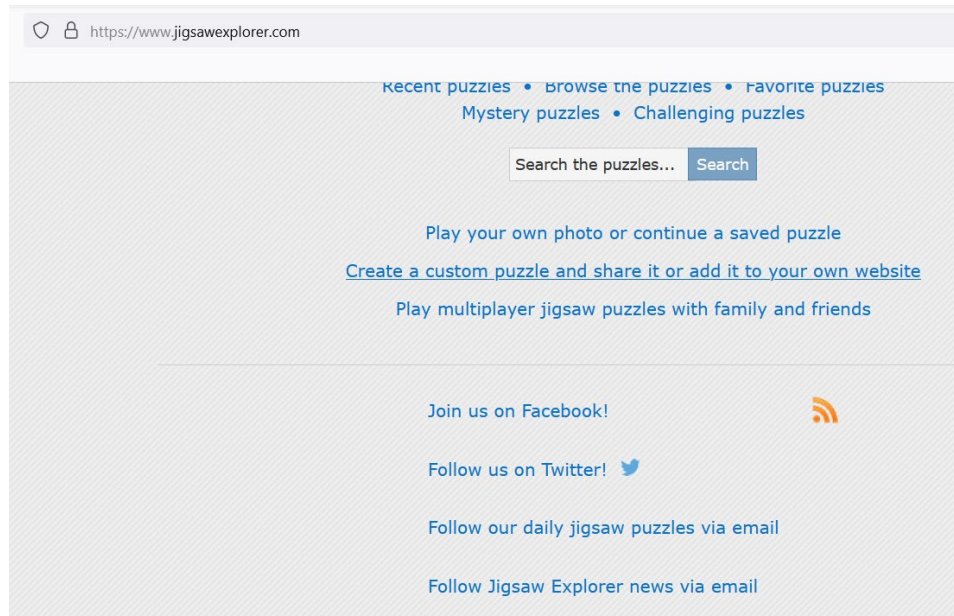 https://www.jigsawexplorer.com
Recent puzzles • Browse the puzzles • Favorite puzzles
Mystery puzzles • Challenging puzzles
Search the puzzles... Search
Play your own photo or continue a saved puzzle
Create a custom puzzle and share it or add it to your own website
Play multiplayer jigsaw puzzles with family and friends
Join us on Facebook!
Follow us on Twitter!
Follow our daily jigsaw puzzles via email
Follow Jigsaw Explorer news via email